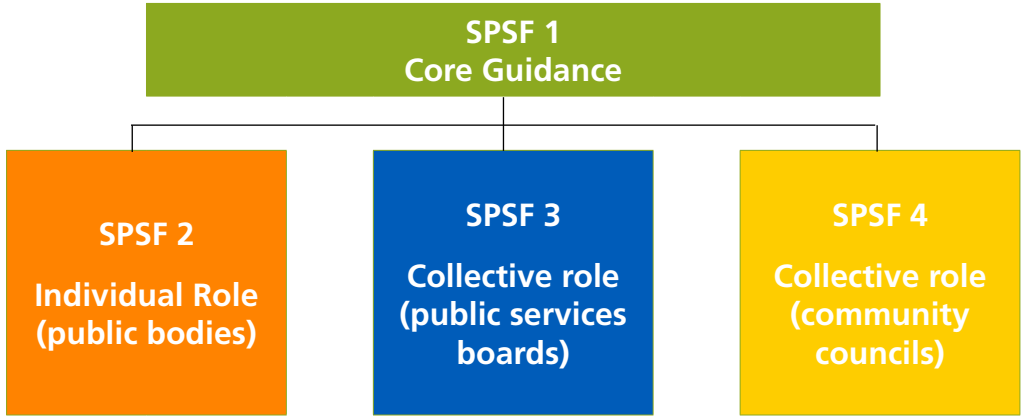 SPSF 1
Core Guidance
SPSF 2
Individual Role
(public bodies)
SPSF 3
Collective role
(public services
boards)
SPSF 4
Collective role
(community
councils)